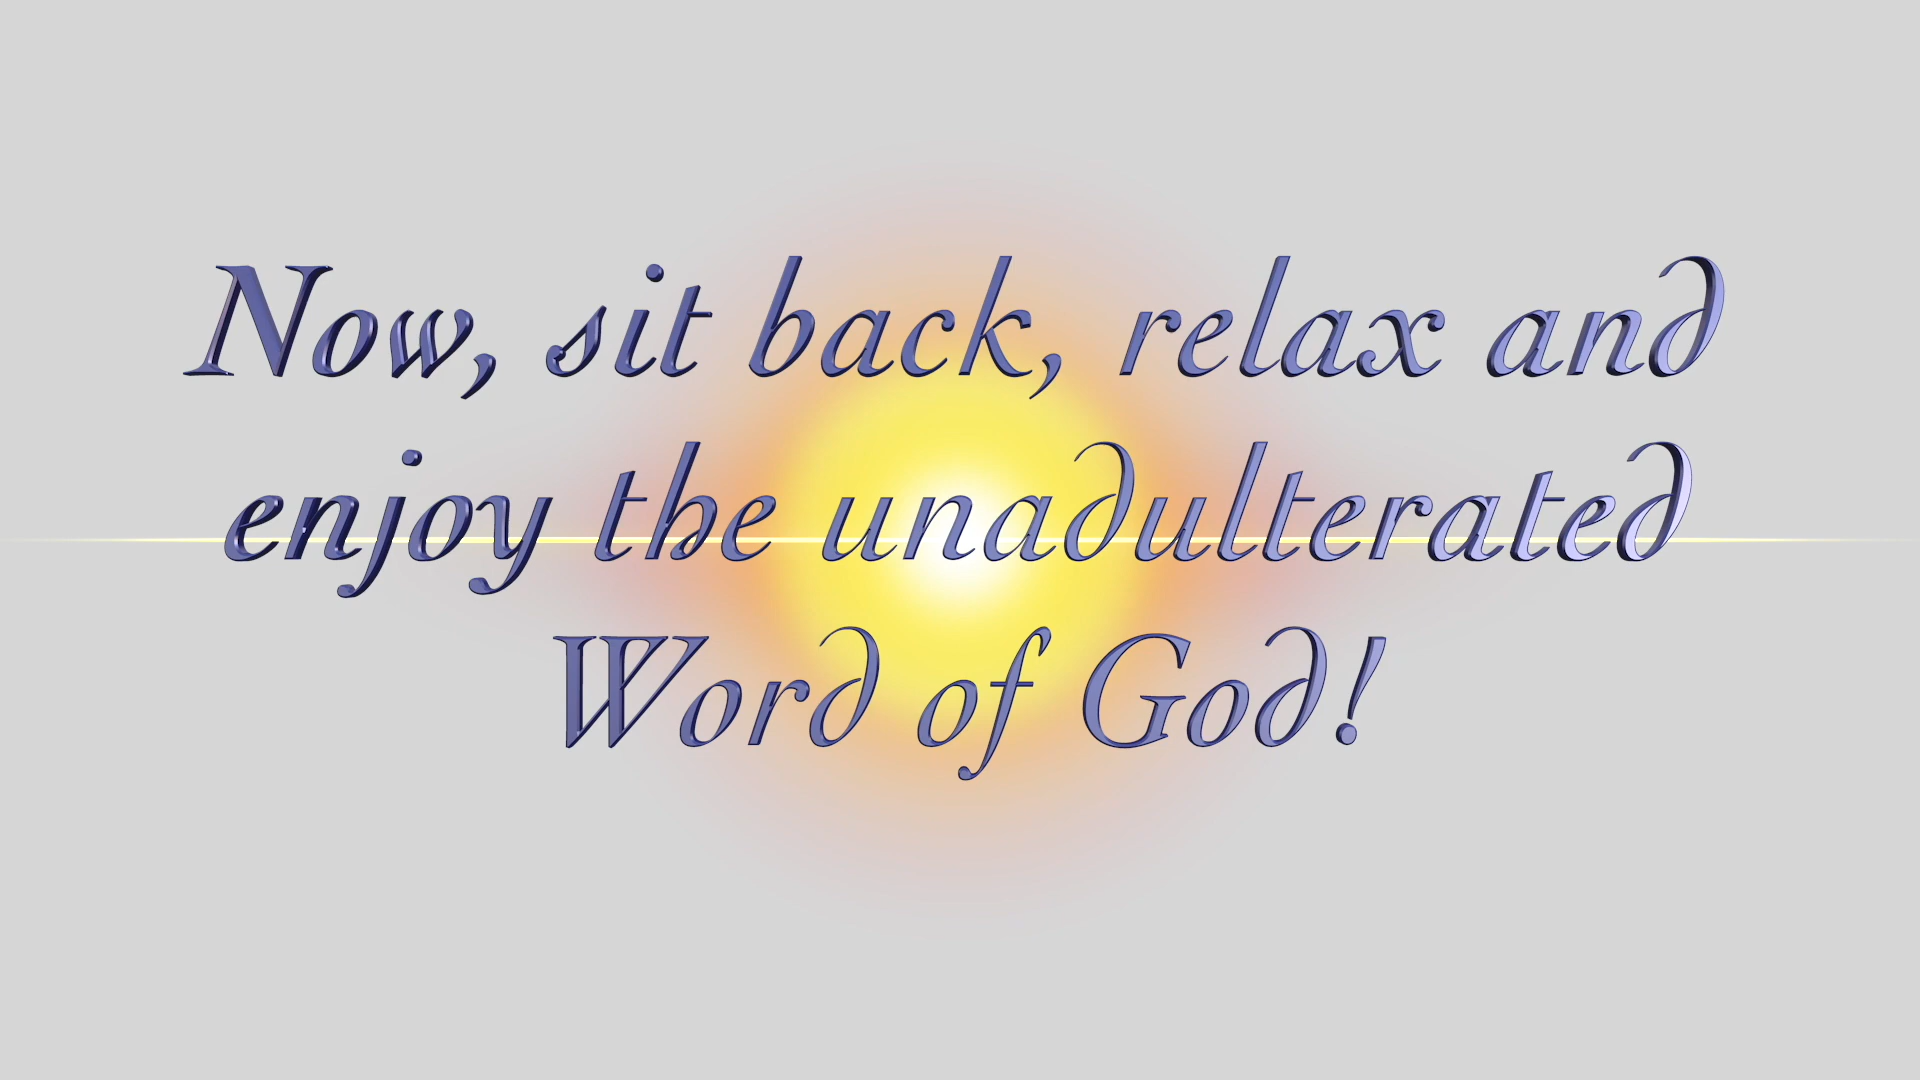 Now, sit back, relax and
enjoy the unadulterated
Word of God!